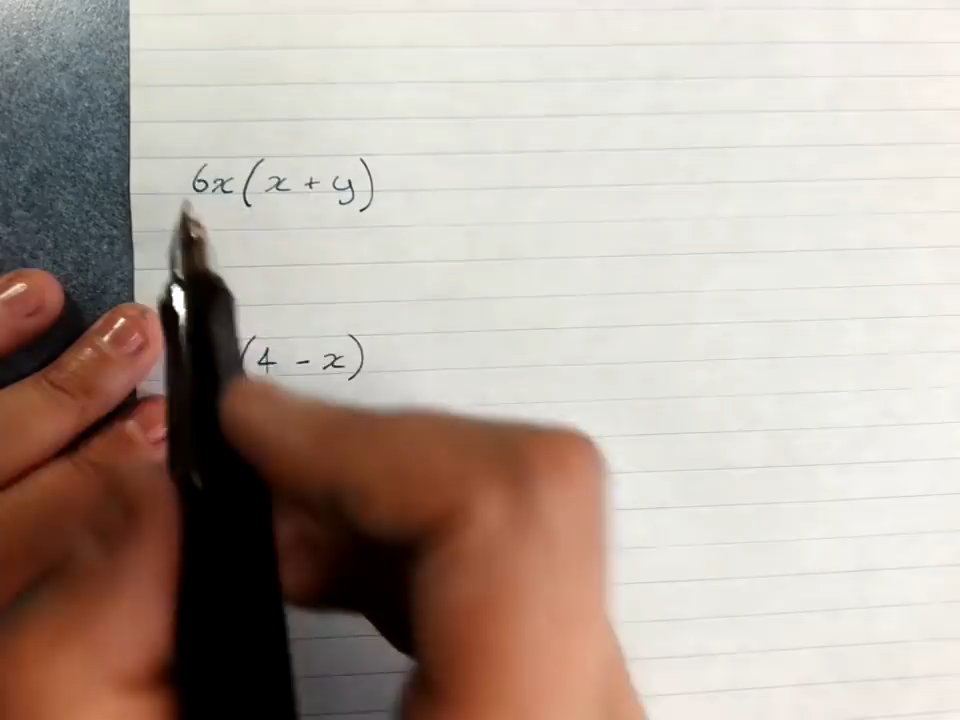 6x(x + y)
(4 - x)